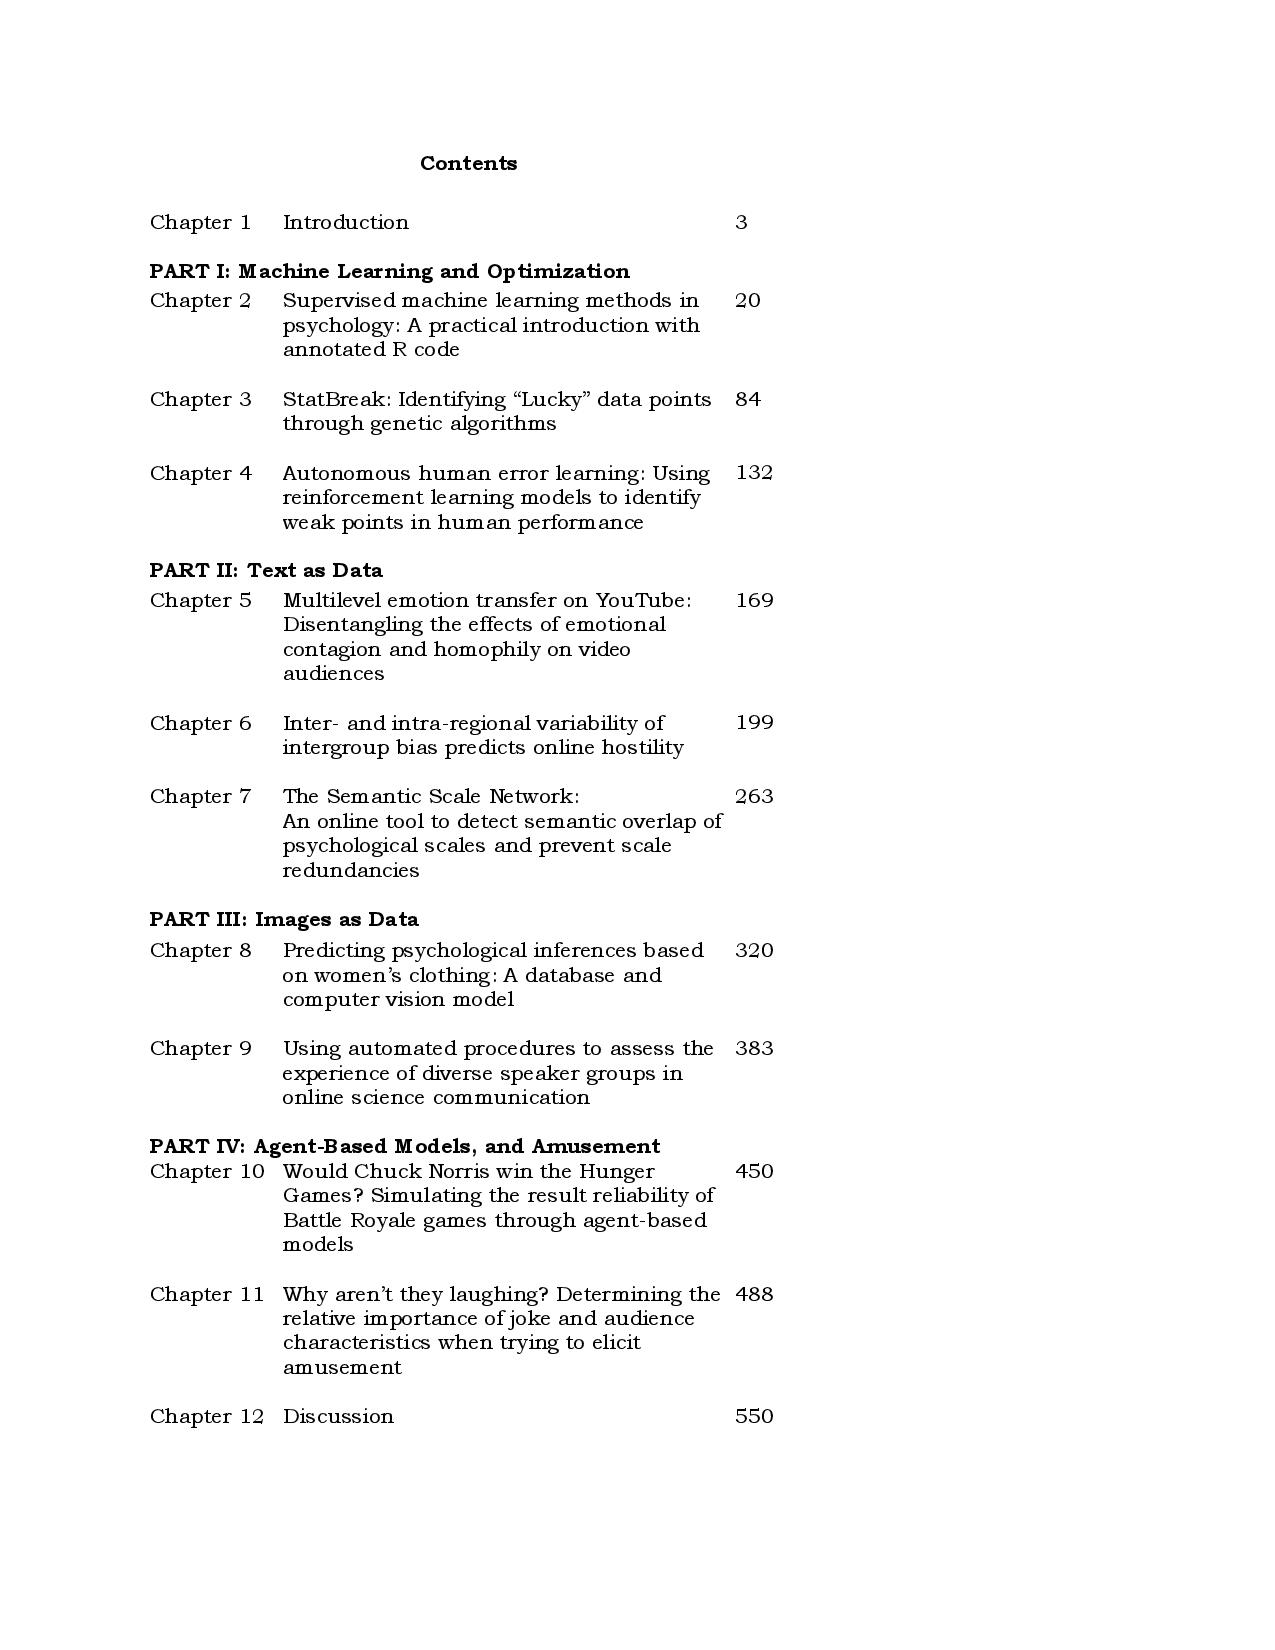 Contents
Chapter 1 Introduction 3
PART I: Machine Learning and Optimization
Chapter 2 Supervised machine learning methods in 20
psychology: A practical introduction with
annotated R code
Chapter 3 StatBreak: Identifying “Lucky” data points 84
through genetic algorithms
Chapter 4 Autonomous human error learning: Using 132
reinforcement learning models to identify
weak points in human performance
PART II: Text as Data
Chapter 5 Multilevel emotion transfer on YouTube: 169
Disentangling the effects of emotional
contagion and homophily on video
audiences
Chapter 6 Inter- and intra-regional variability of 199
intergroup bias predicts online hostility
Chapter 7 The Semantic Scale Network: 263
An online tool to detect semantic overlap of
psychological scales and prevent scale
redundancies
PART III: Images as Data
Chapter 8 Predicting psychological inferences based 320
on women’s clothing: A database and
computer vision model
Chapter 9 Using automated procedures to assess the 383
experience of diverse speaker groups in
online science communication
PART IV: Agent-Based Models, and Amusement
Chapter 10 Would Chuck Norris win the Hunger 450
Games? Simulating the result reliability of
Battle Royale games through agent-based
models
Chapter 11 Why aren’t they laughing? Determining the 488
relative importance of joke and audience
characteristics when trying to elicit
amusement
Chapter 12 Discussion 550